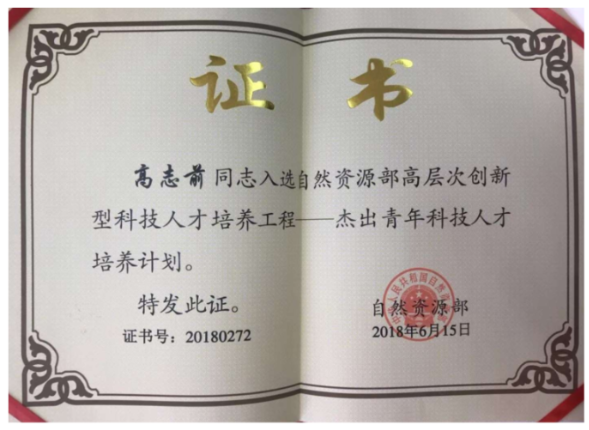 证书
高志前同志入选自然资源部高层次创新
型科技人才培养工程——杰出青年科技人才
培养计划。
特发此证。
自然资源部
证书号：20180272
2018年6月15日